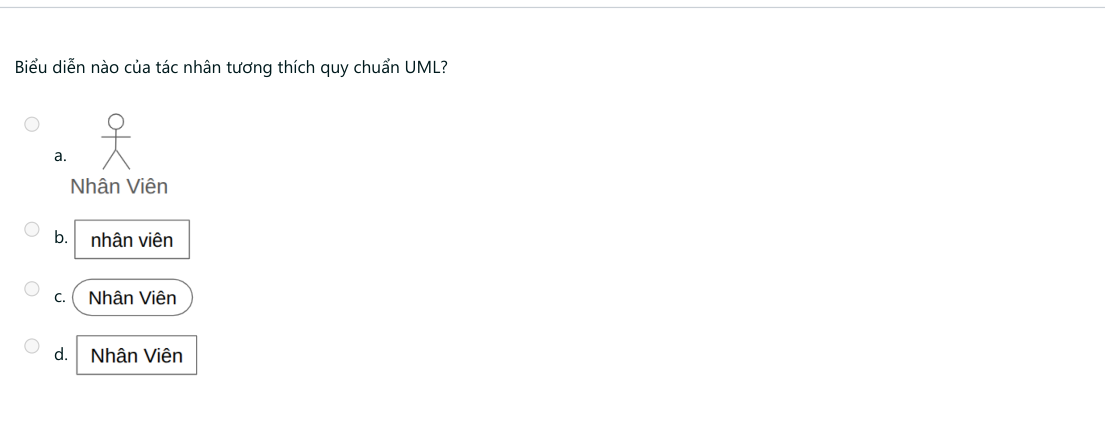 Biểu diễn nào của tác nhân tương thích quy chuẩn UML?
a.
Nhân Viên
b. nhân viên
c. Nhân Viên
d. Nhân Viên